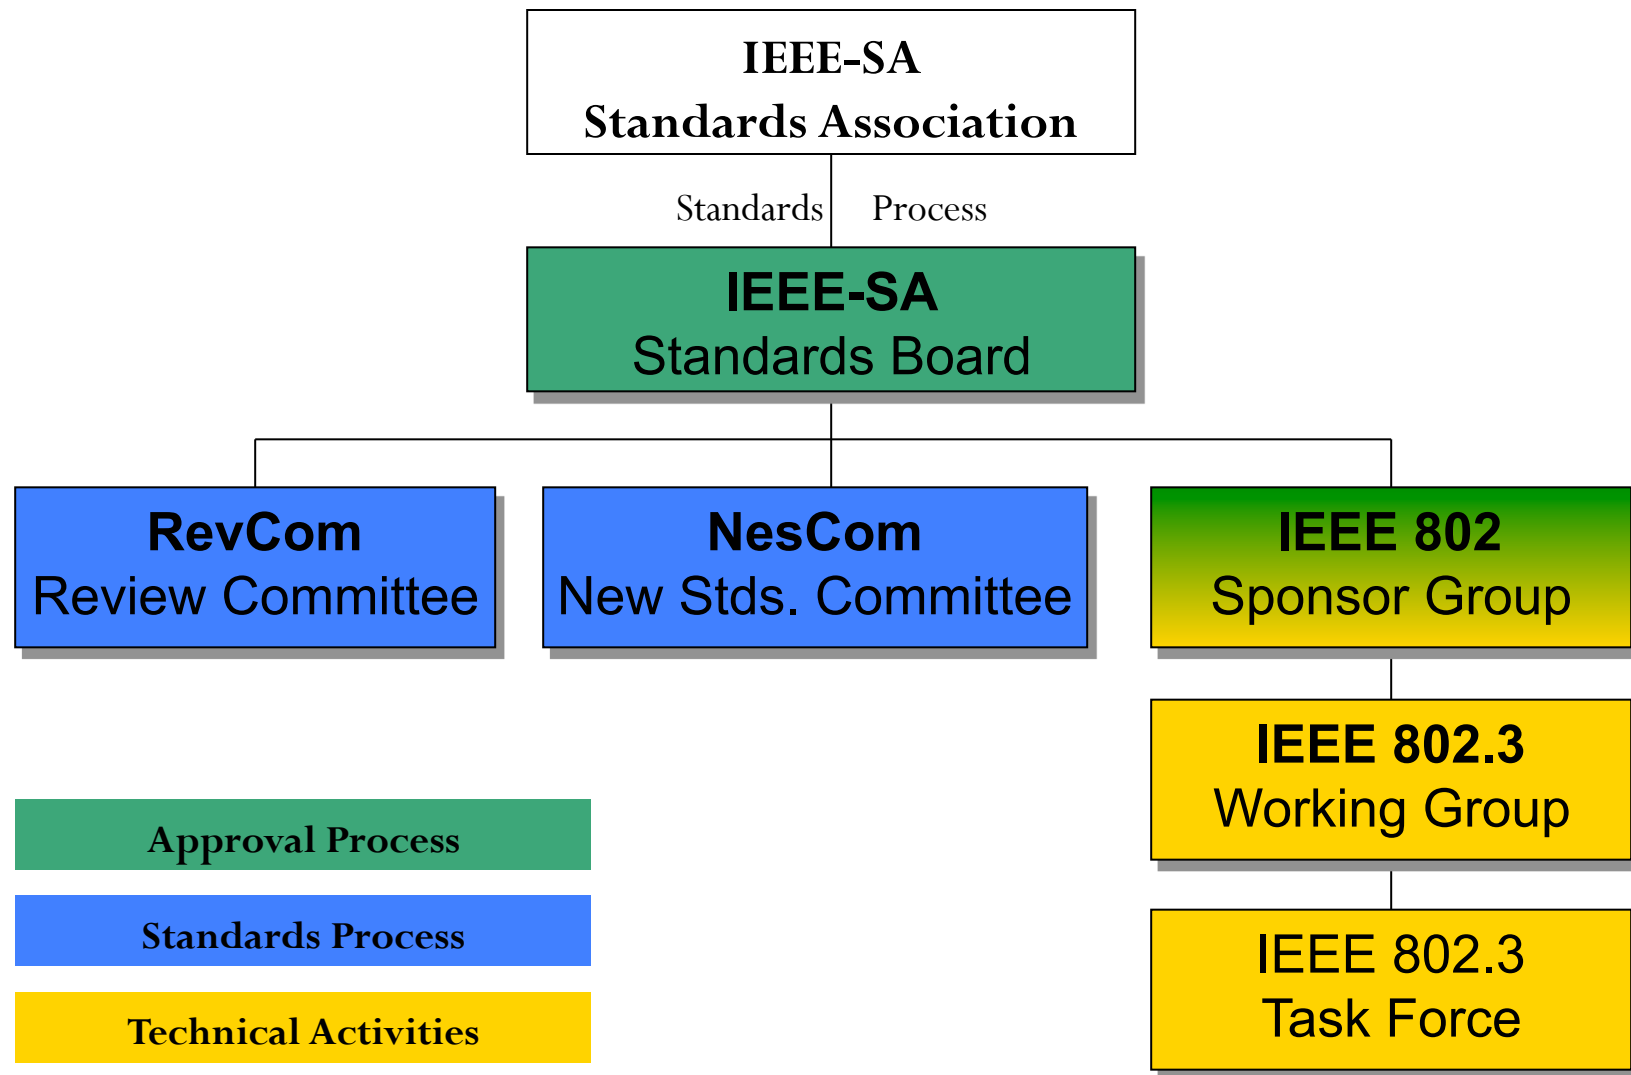 IEEE-SA
Standards Association
Standards Process
IEEE-SA
Standards Board
RevCom
Review Committee
NesCom
New Stds. Committee
IEEE 802
Sponsor Group
IEEE 802.3
Working Group
IEEE 802.3
Task Force
Approval Process
Standards Process
Technical Activities